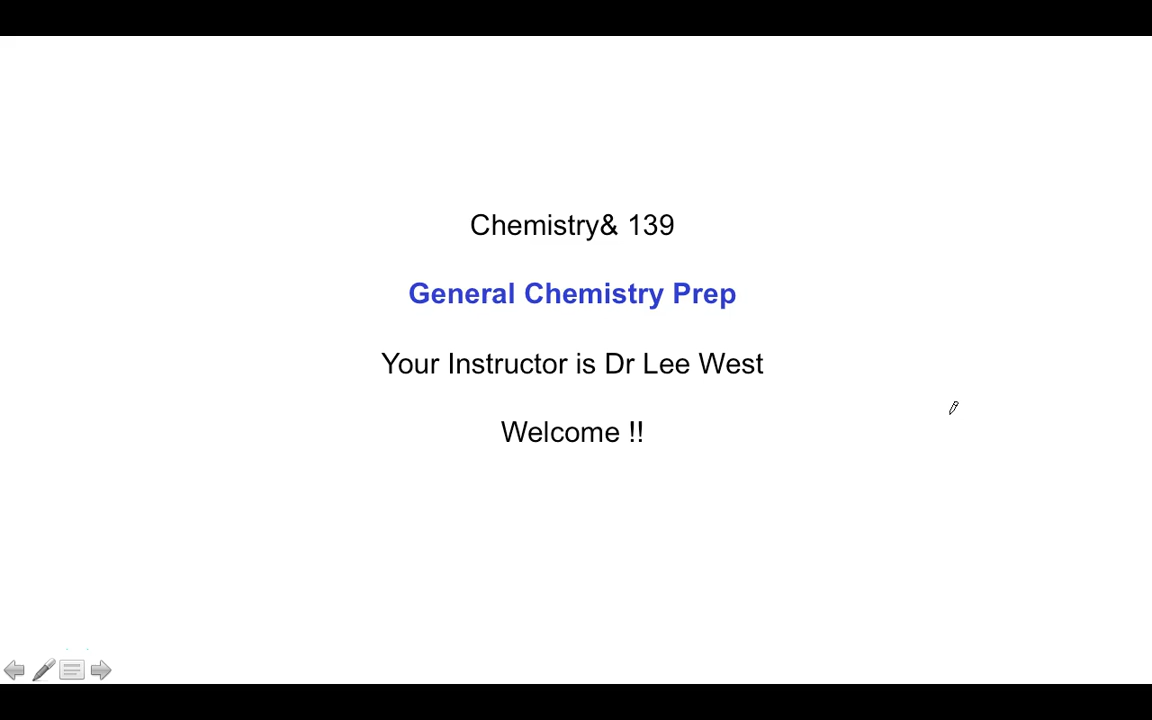 Chemistry& 139
General Chemistry Prep
Your Instructor is Dr Lee West
Welcome !!